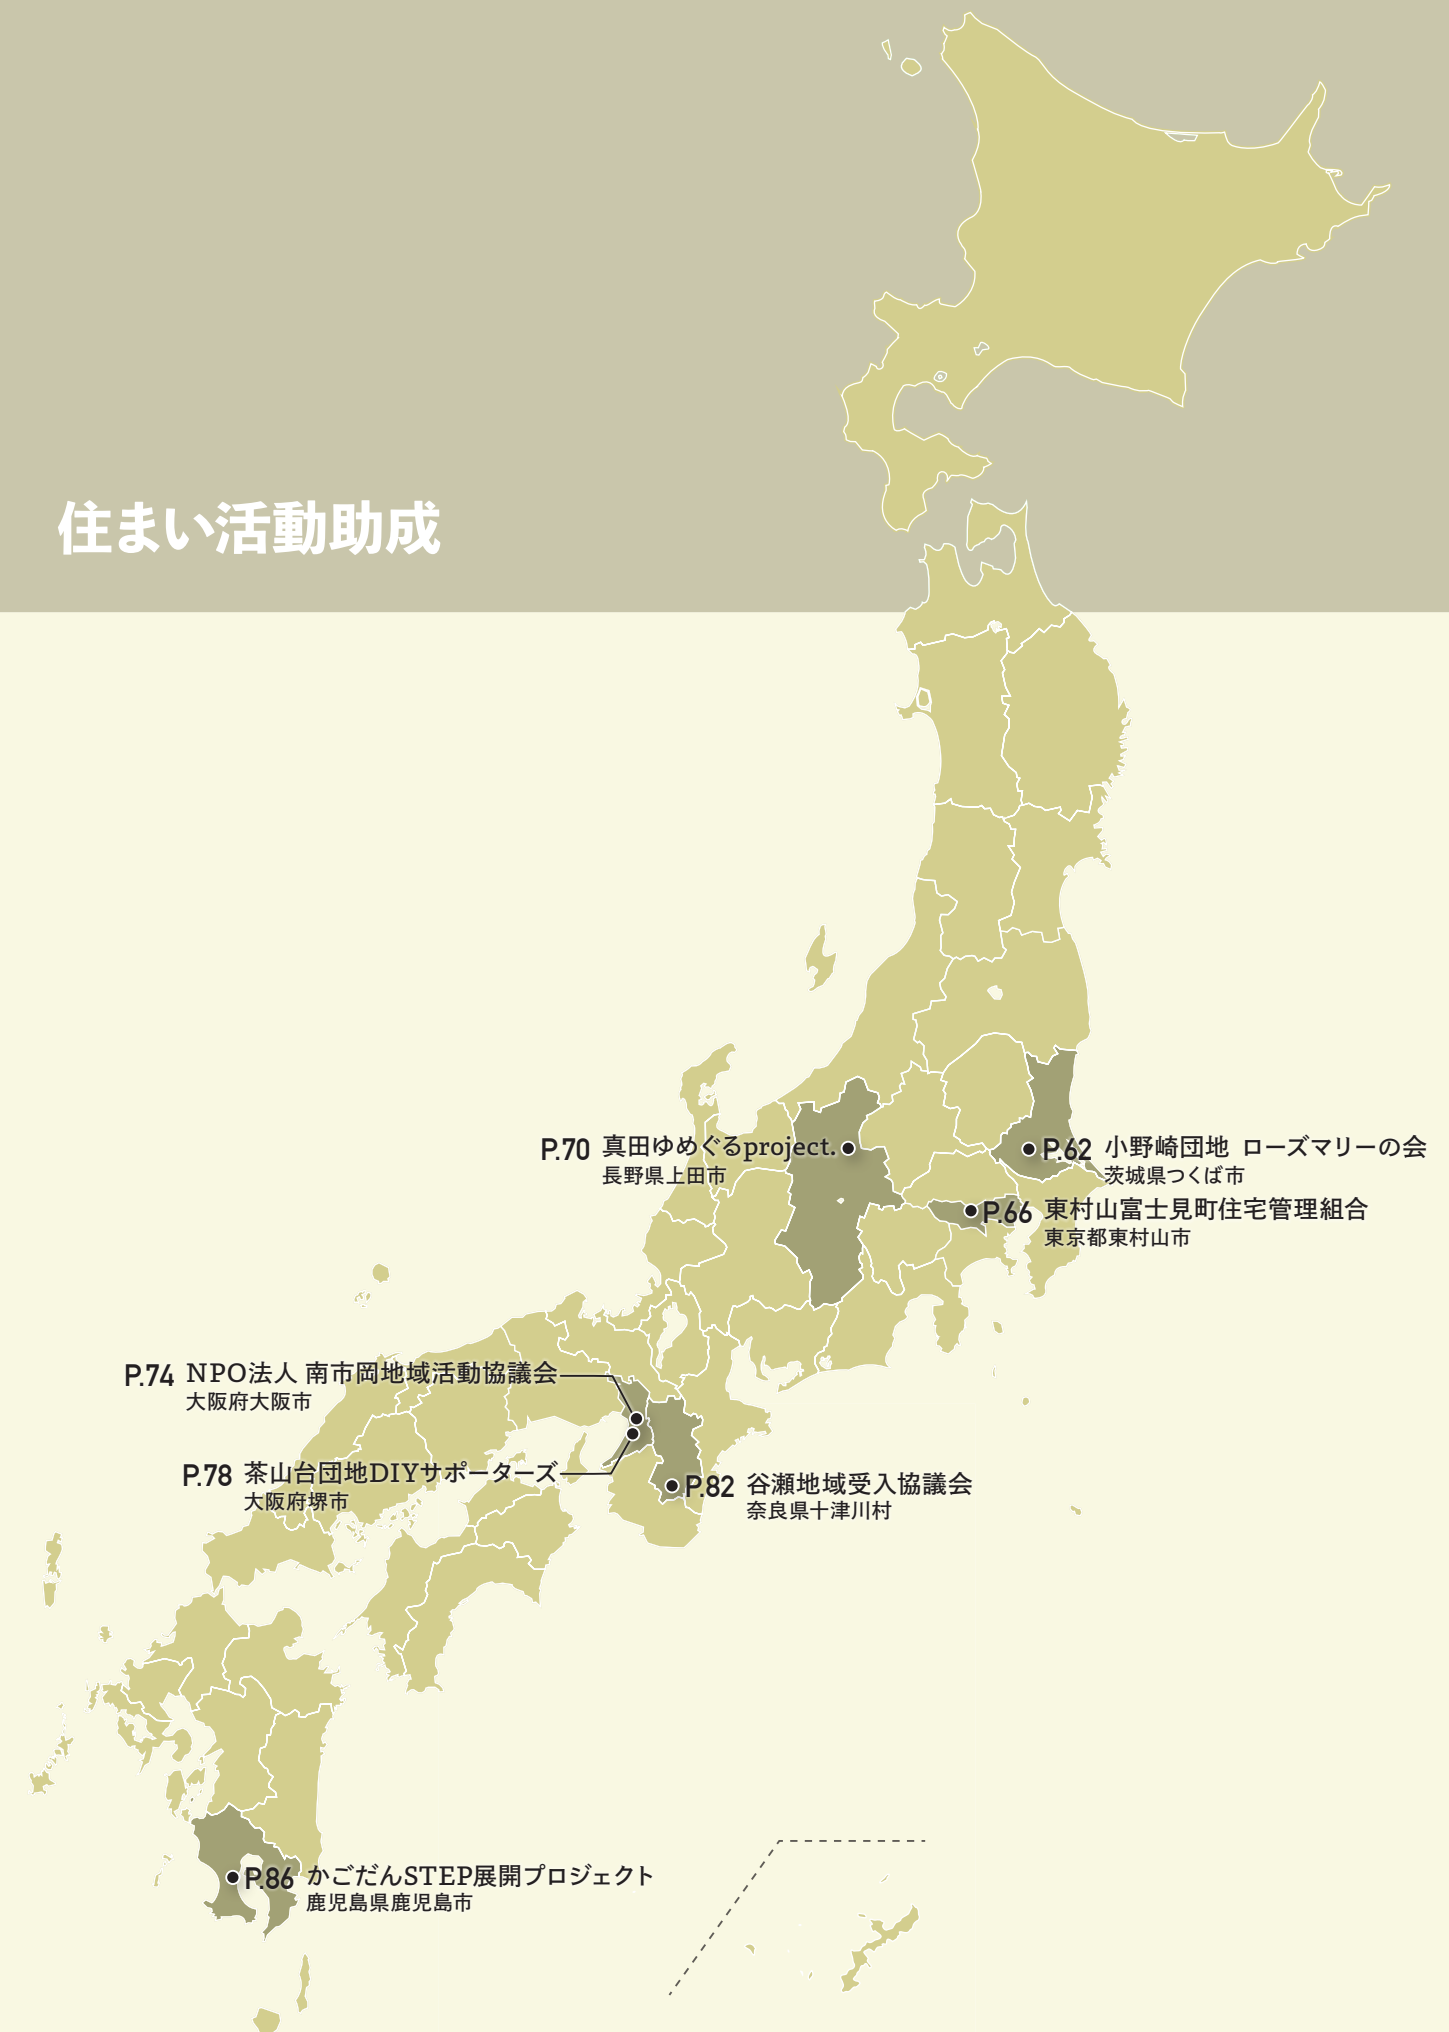 住まい活動助成
P.70 真田ゆめぐるproject.
長野県上田市
P.62 小野崎団地 ローズマリーの会
茨城県つくば市
P.66 東村山富士見町住宅管理組合
東京都東村山市
P.74 NPO法人 南市岡地域活動協議会
大阪府大阪市
P.78 茶山台団地DIYサポーターズ
大阪府堺市
P.82 谷瀬地域受入協議会
奈良県十津川村
P.86 かごだんSTEP展開プロジェクト
鹿児島県鹿児島市